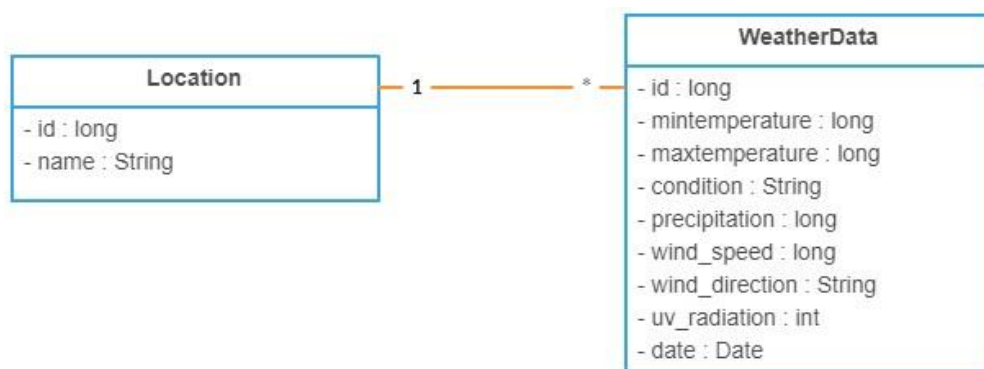 Location
- id : long
- name : String
1
*
WeatherData
- id : long
- mintemperature : long
- maxtemperature : long
- condition : String
- precipitation : long
- wind_speed : long
- wind_direction : String
- uv_radiation : int
- date : Date